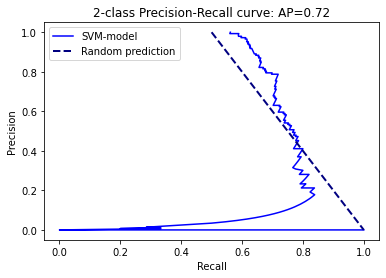 2-class Precision-Recall curve: AP=0.72
SVM-model
Random prediction
Precision
1.0
0.8
0.6
0.4
0.2
0.0
0.0 0.2 0.4 0.6 0.8 1.0
Recall